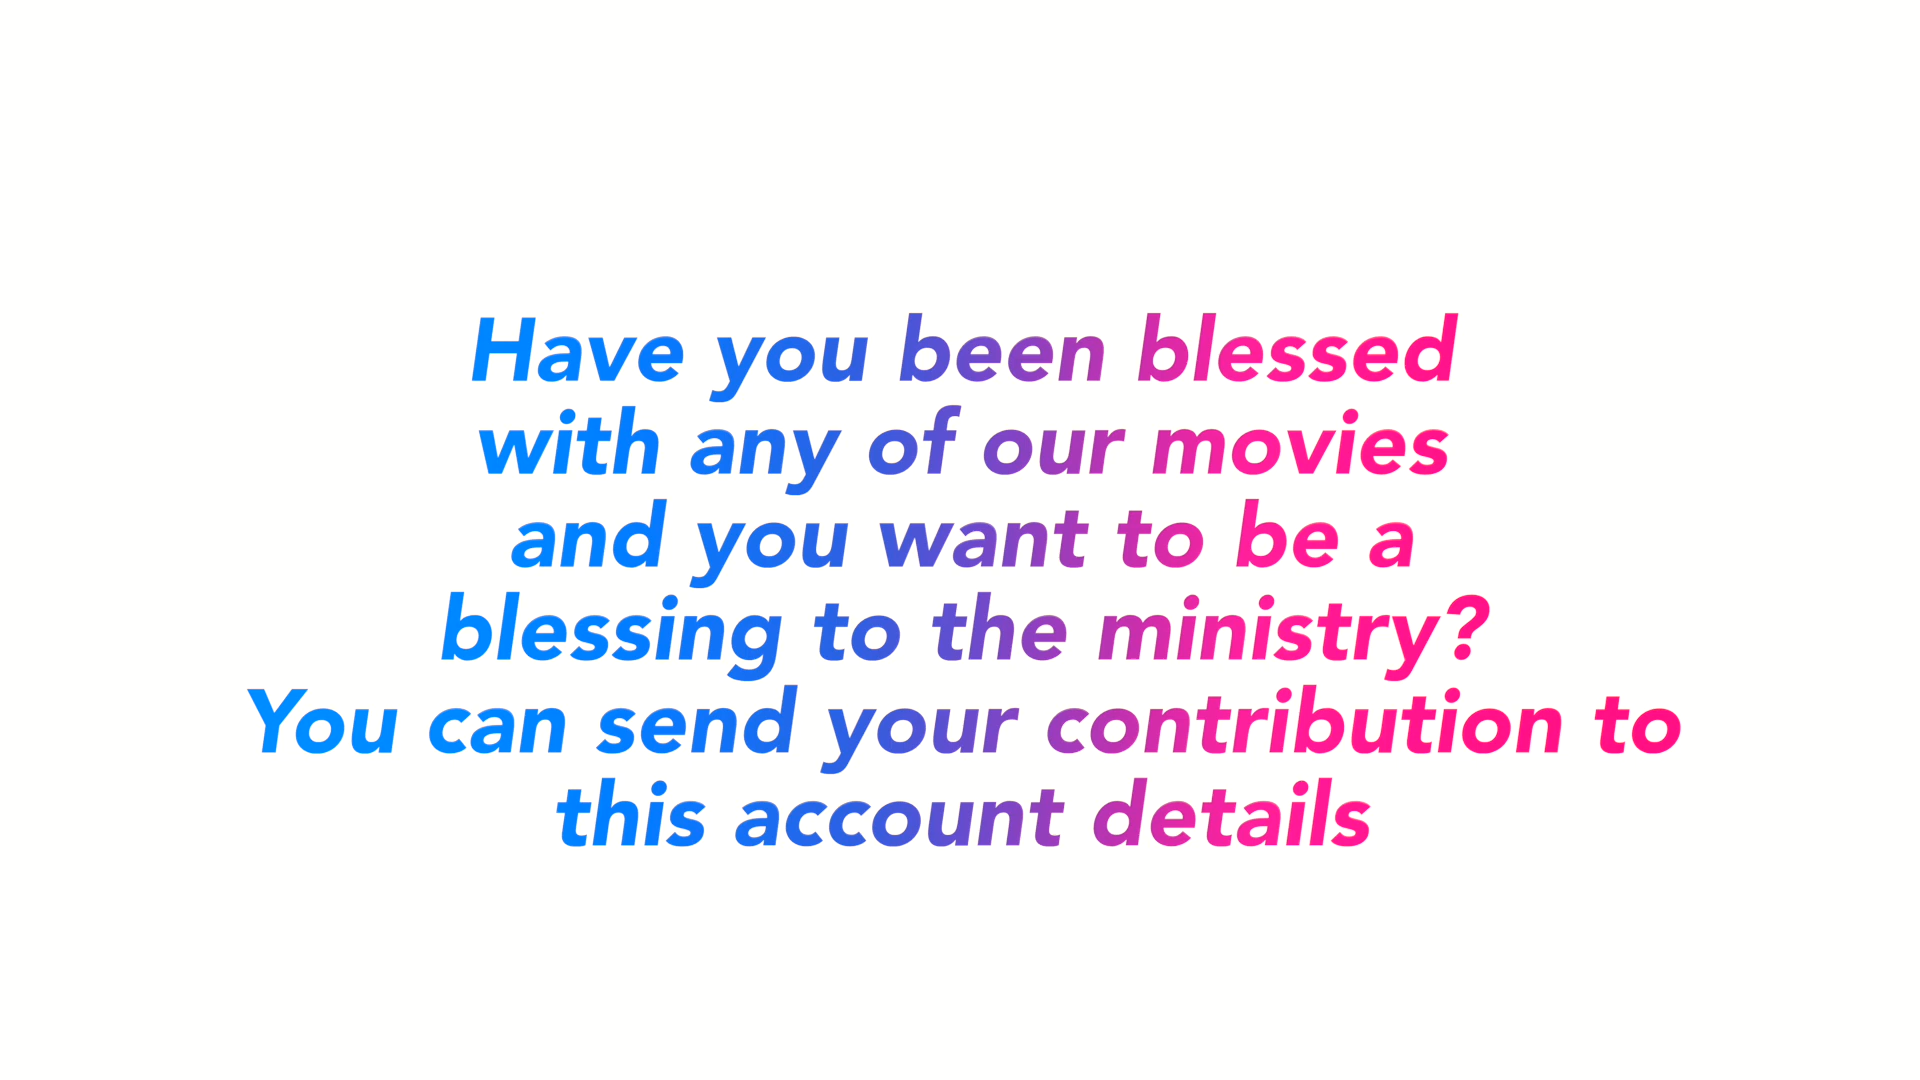 Have you been blessed
with any of our movies
and you want to be a
blessing to the ministry?
You can send your contribution to
this account details